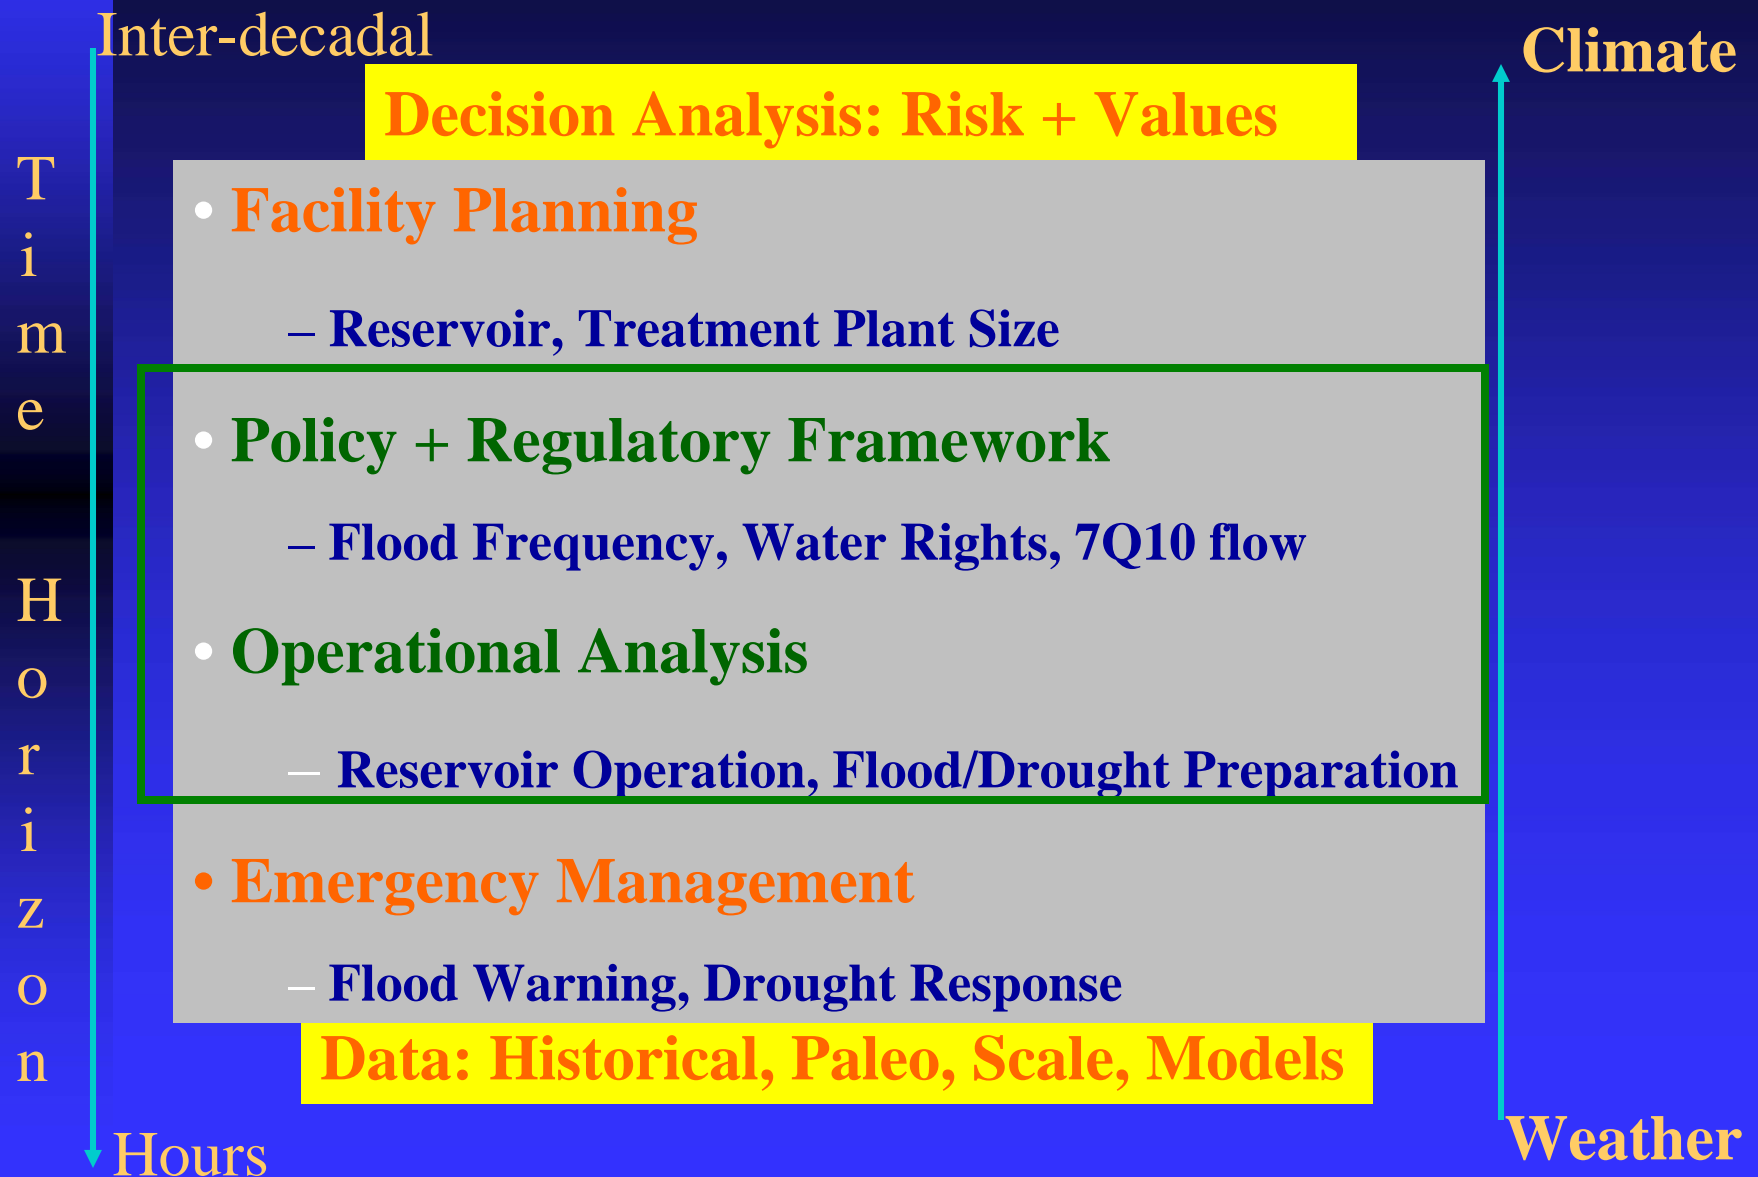 Inter-decadal
Climate
Decision Analysis: Risk + Values
Time Horizon
• Facility Planning
– Reservoir, Treatment Plant Size
• Policy + Regulatory Framework
– Flood Frequency, Water Rights, 7Q10 flow
• Operational Analysis
– Reservoir Operation, Flood/Drought Preparation
• Emergency Management
– Flood Warning, Drought Response
Data: Historical, Paleo, Scale, Models
Hours
Weather